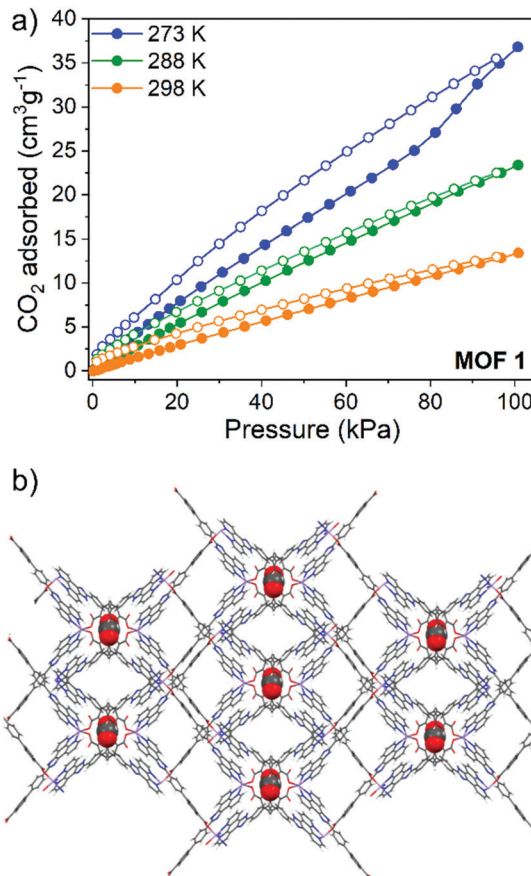 a)
40
35
30
25
20
15
10
5
0
CO₂ adsorbed (cm³g⁻¹)
273 K
288 K
298 K
MOF 1
0 20 40 60 80 100
Pressure (kPa)
b)